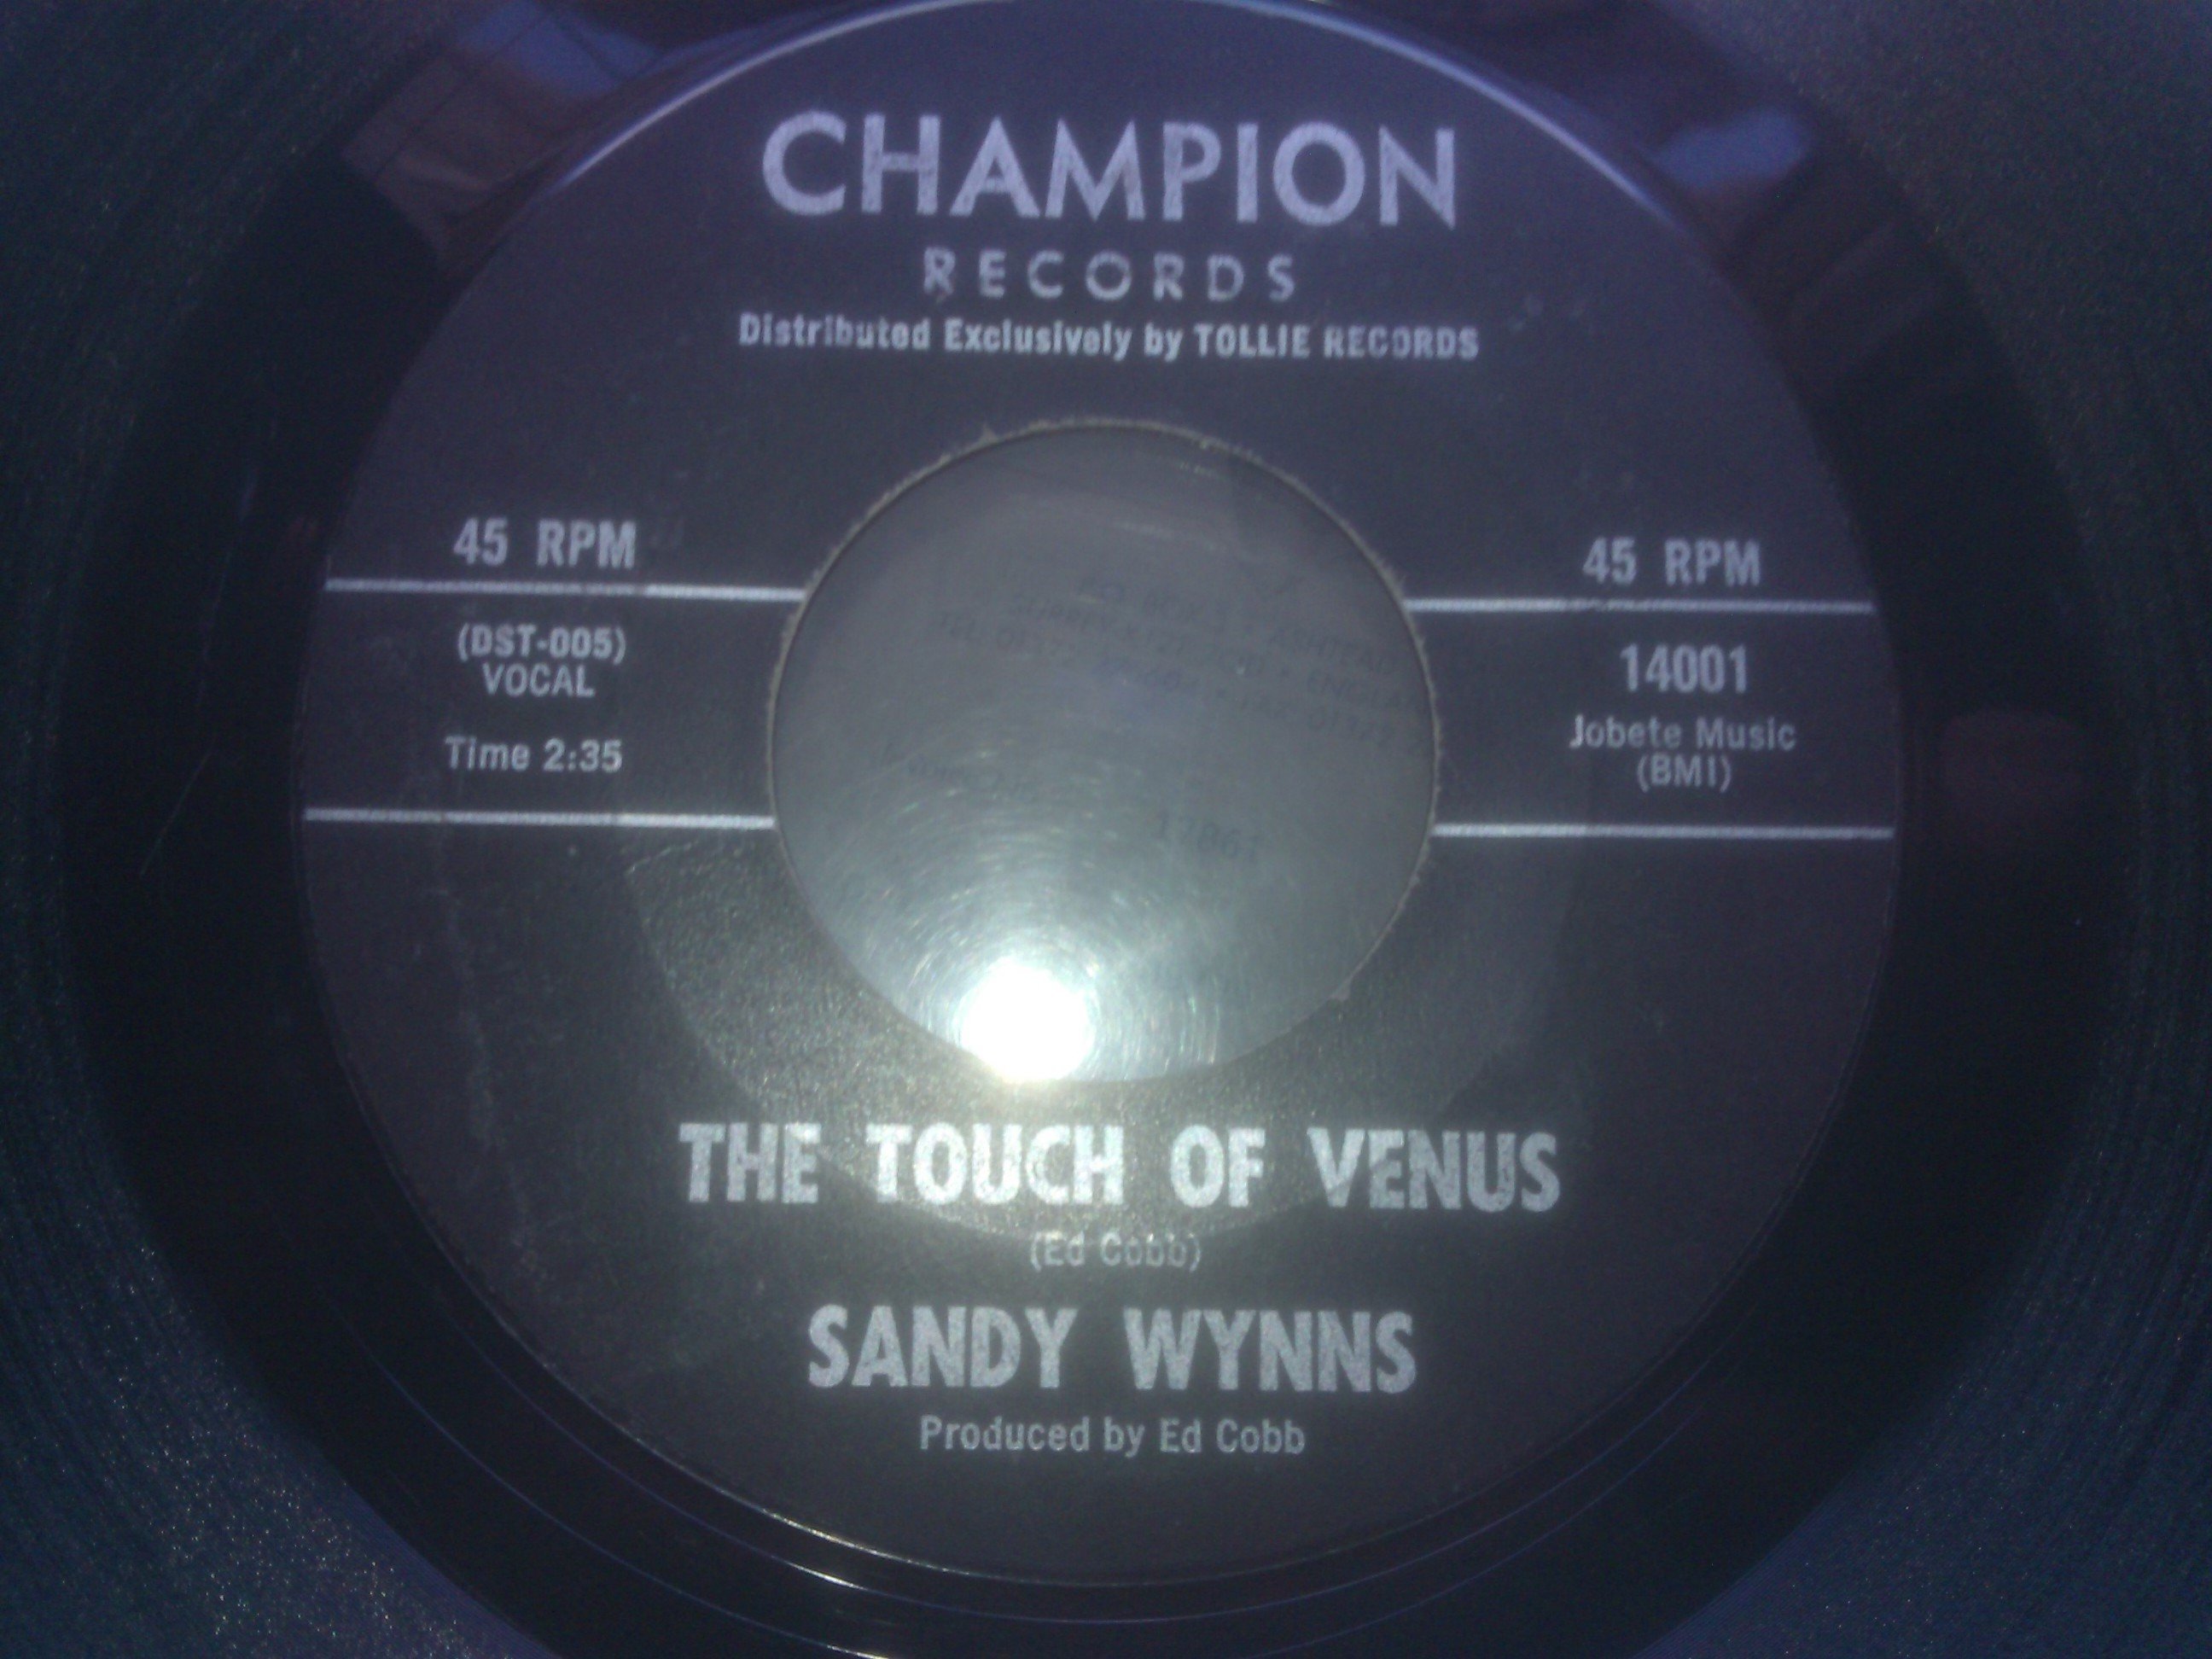 CHAMPION
RECORDS
Distributed Exclusively by TOLLIE RECORDS
45 RPM
45 RPM
(DST-005)
VOCAL
Time 2:35
14001
Jobete Music
(BMI)
THE TOUCH OF VENUS
(Ed Cobb)
SANDY WYNNS
Produced by Ed Cobb